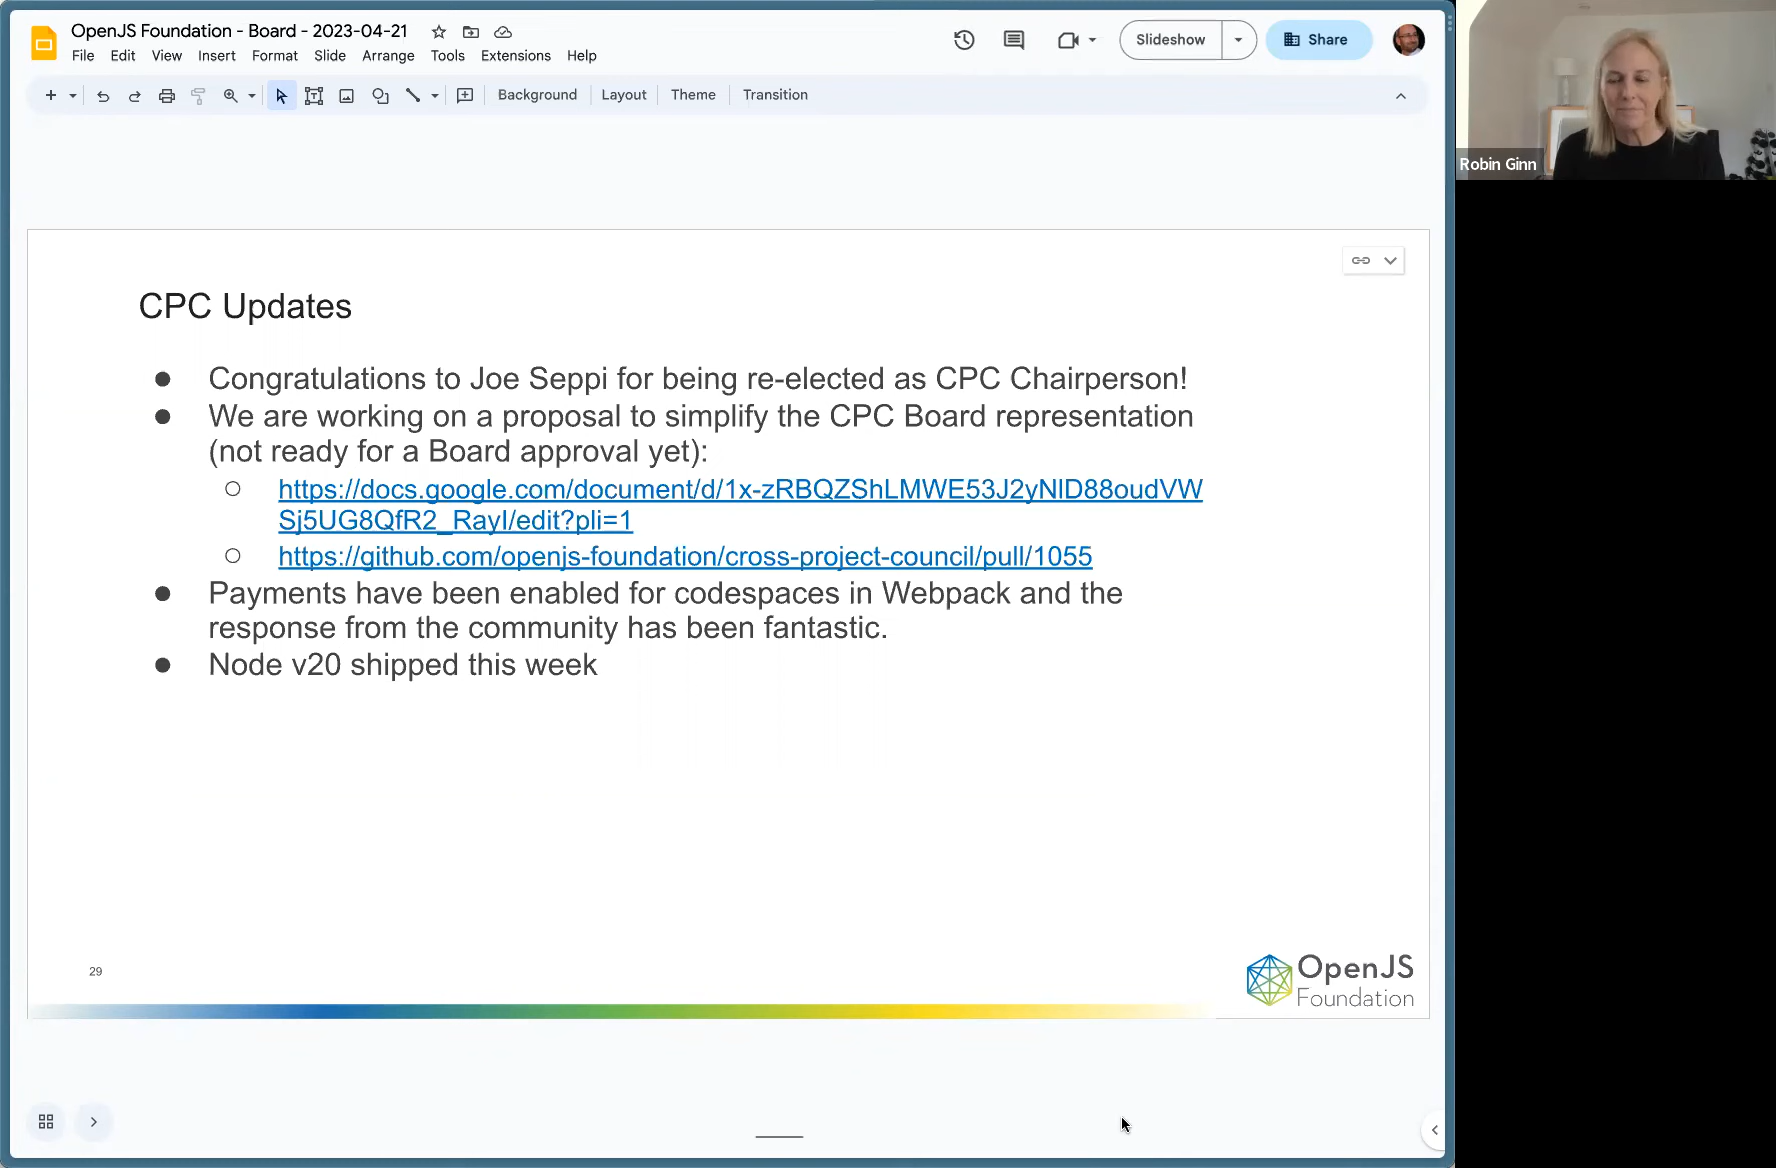 OpenJS Foundation - Board - 2023-04-21
File Edit View Insert Format Slide Arrange Tools Extensions Help
Slideshow
Share
Background Layout Theme Transition
Robin Ginn
CPC Updates
● Congratulations to Joe Seppi for being re-elected as CPC Chairperson!
● We are working on a proposal to simplify the CPC Board representation
(not ready for a Board approval yet):
○ https://docs.google.com/document/d/1x-zRBQZShLMWE53J2yNlD88oudVW
Sj5UG8QfR2_RayI/edit?pli=1
○ https://github.com/openjs-foundation/cross-project-council/pull/1055
● Payments have been enabled for codespaces in Webpack and the
response from the community has been fantastic.
● Node v20 shipped this week
29
OpenJS
Foundation